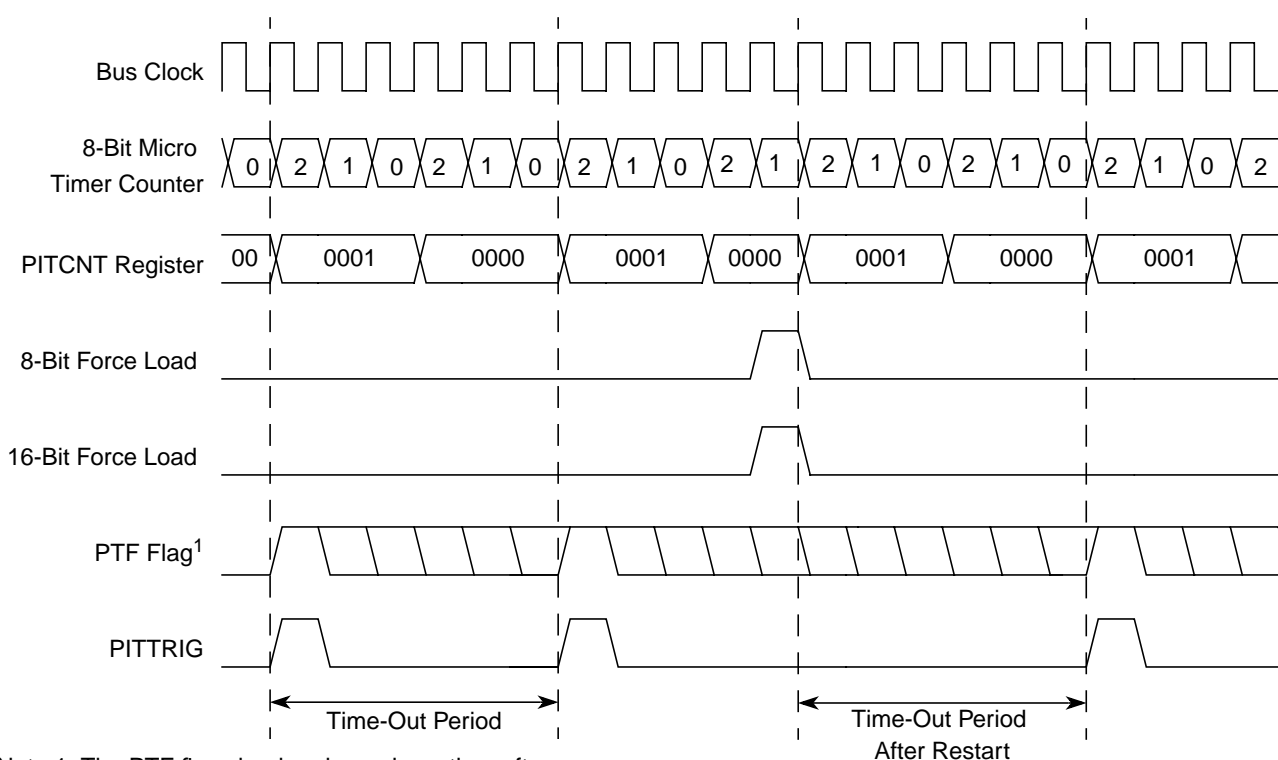 Bus Clock
8-Bit Micro
Timer Counter
0 2 1 0 2 1 0 2 1 0 2 1 2 1 0 2 1 0 2 1 0 2
PITCNT Register
00 0001 0000 0001 0000 0001 0000 0001
8-Bit Force Load
16-Bit Force Load
PTF Flag1
PITTRIG
Time-Out Period
Time-Out Period
After Restart